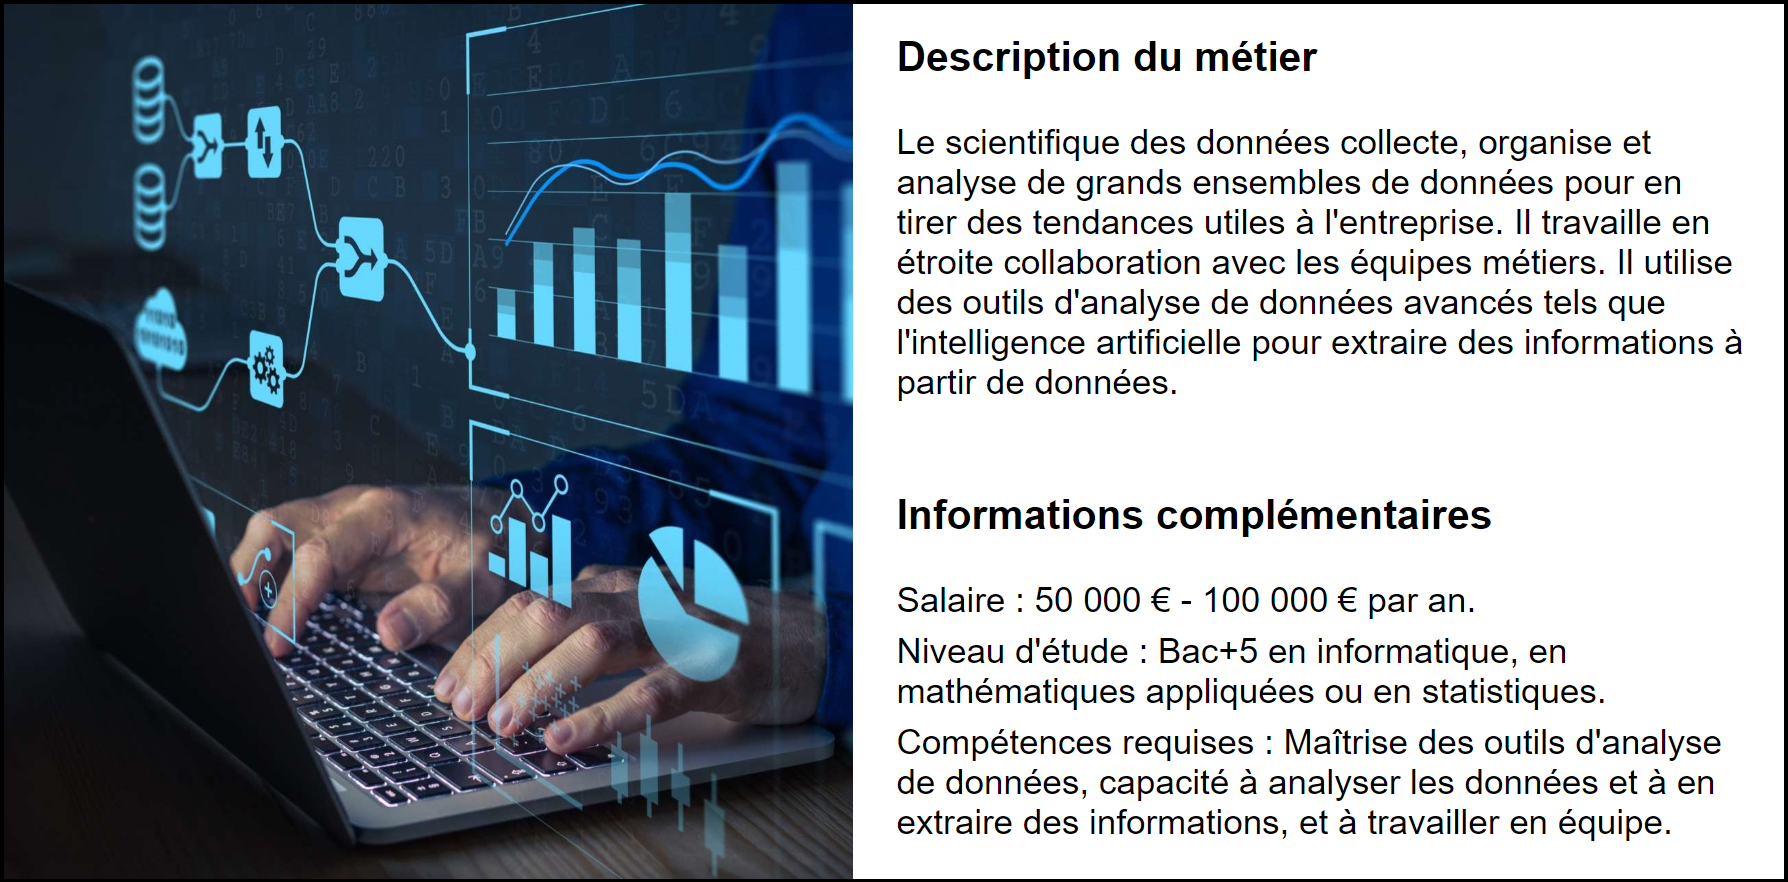 Description du métier
Le scientifique des données collecte, organise et
analyse de grands ensembles de données pour en
tirer des tendances utiles à l'entreprise. Il travaille en
étroite collaboration avec les équipes métiers. Il utilise
des outils d'analyse de données avancés tels que
l'intelligence artificielle pour extraire des informations à
partir de données.
Informations complémentaires
Salaire : 50 000 € - 100 000 € par an.
Niveau d'étude : Bac+5 en informatique, en
mathématiques appliquées ou en statistiques.
Compétences requises : Maîtrise des outils d'analyse
de données, capacité à analyser les données et à en
extraire des informations, et à travailler en équipe.